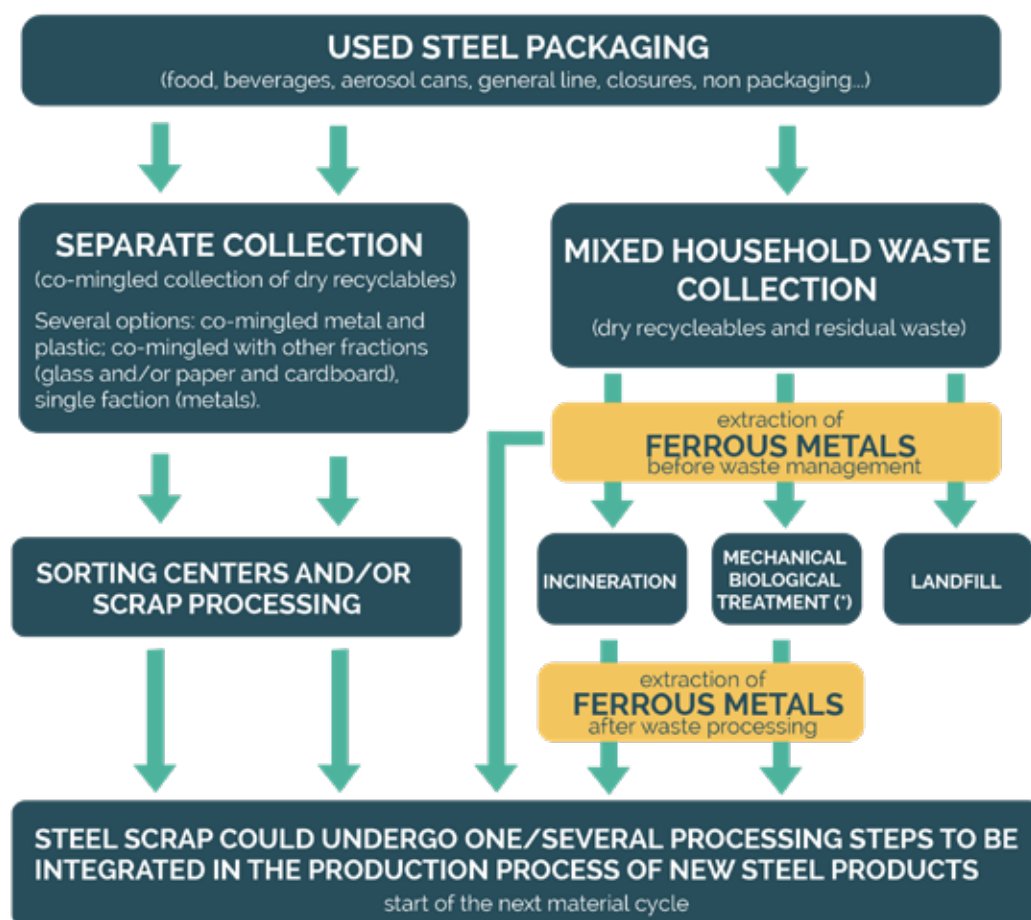 USED STEEL PACKAGING
(food, beverages, aerosol cans, general line, closures, non packaging...)
SEPARATE COLLECTION
(co-mingled collection of dry recyclables)
Several options: co-mingled metal and
plastic; co-mingled with other fractions
(glass and/or paper and cardboard),
single faction (metals).
MIXED HOUSEHOLD WASTE
COLLECTION
(dry recycleables and residual waste)
extraction of
FERROUS METALS
before waste management
SORTING CENTERS AND/OR
SCRAP PROCESSING
INCINERATION
MECHANICAL
BIOLOGICAL
TREATMENT (*)
LANDFILL
extraction of
FERROUS METALS
after waste processing
STEEL SCRAP COULD UNDERGO ONE/SEVERAL PROCESSING STEPS TO BE
INTEGRATED IN THE PRODUCTION PROCESS OF NEW STEEL PRODUCTS
start of the next material cycle